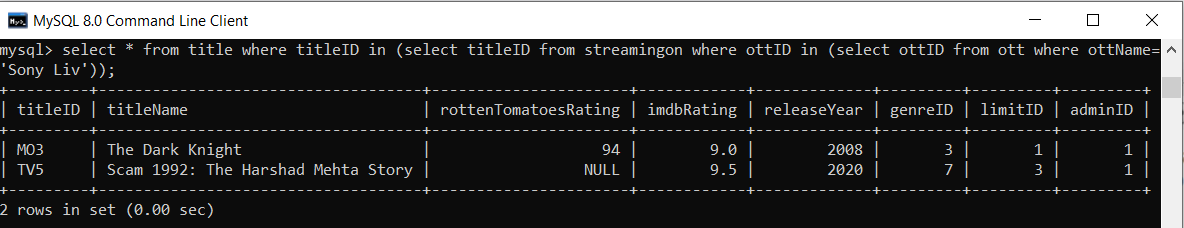 MySQL 8.0 Command Line Client
mysql> select * from title where titleID in (select titleID from streamingon where ottID in (select ottID from ott where ottName=
'Sony Liv'));
+---------+----------------------------------+----------------------+------------+-------------+---------+---------+---------+
| titleID | titleName                        | rottenTomatoesRating | imdbRating | releaseYear | genreID | limitID | adminID |
+---------+----------------------------------+----------------------+------------+-------------+---------+---------+---------+
| MO3     | The Dark Knight                  |                   94 |        9.0 |        2008 |       3 |       1 |       1 |
| TV5     | Scam 1992: The Harshad Mehta Story |                 NULL |        9.5 |        2020 |       7 |       3 |       1 |
+---------+----------------------------------+----------------------+------------+-------------+---------+---------+---------+
2 rows in set (0.00 sec)